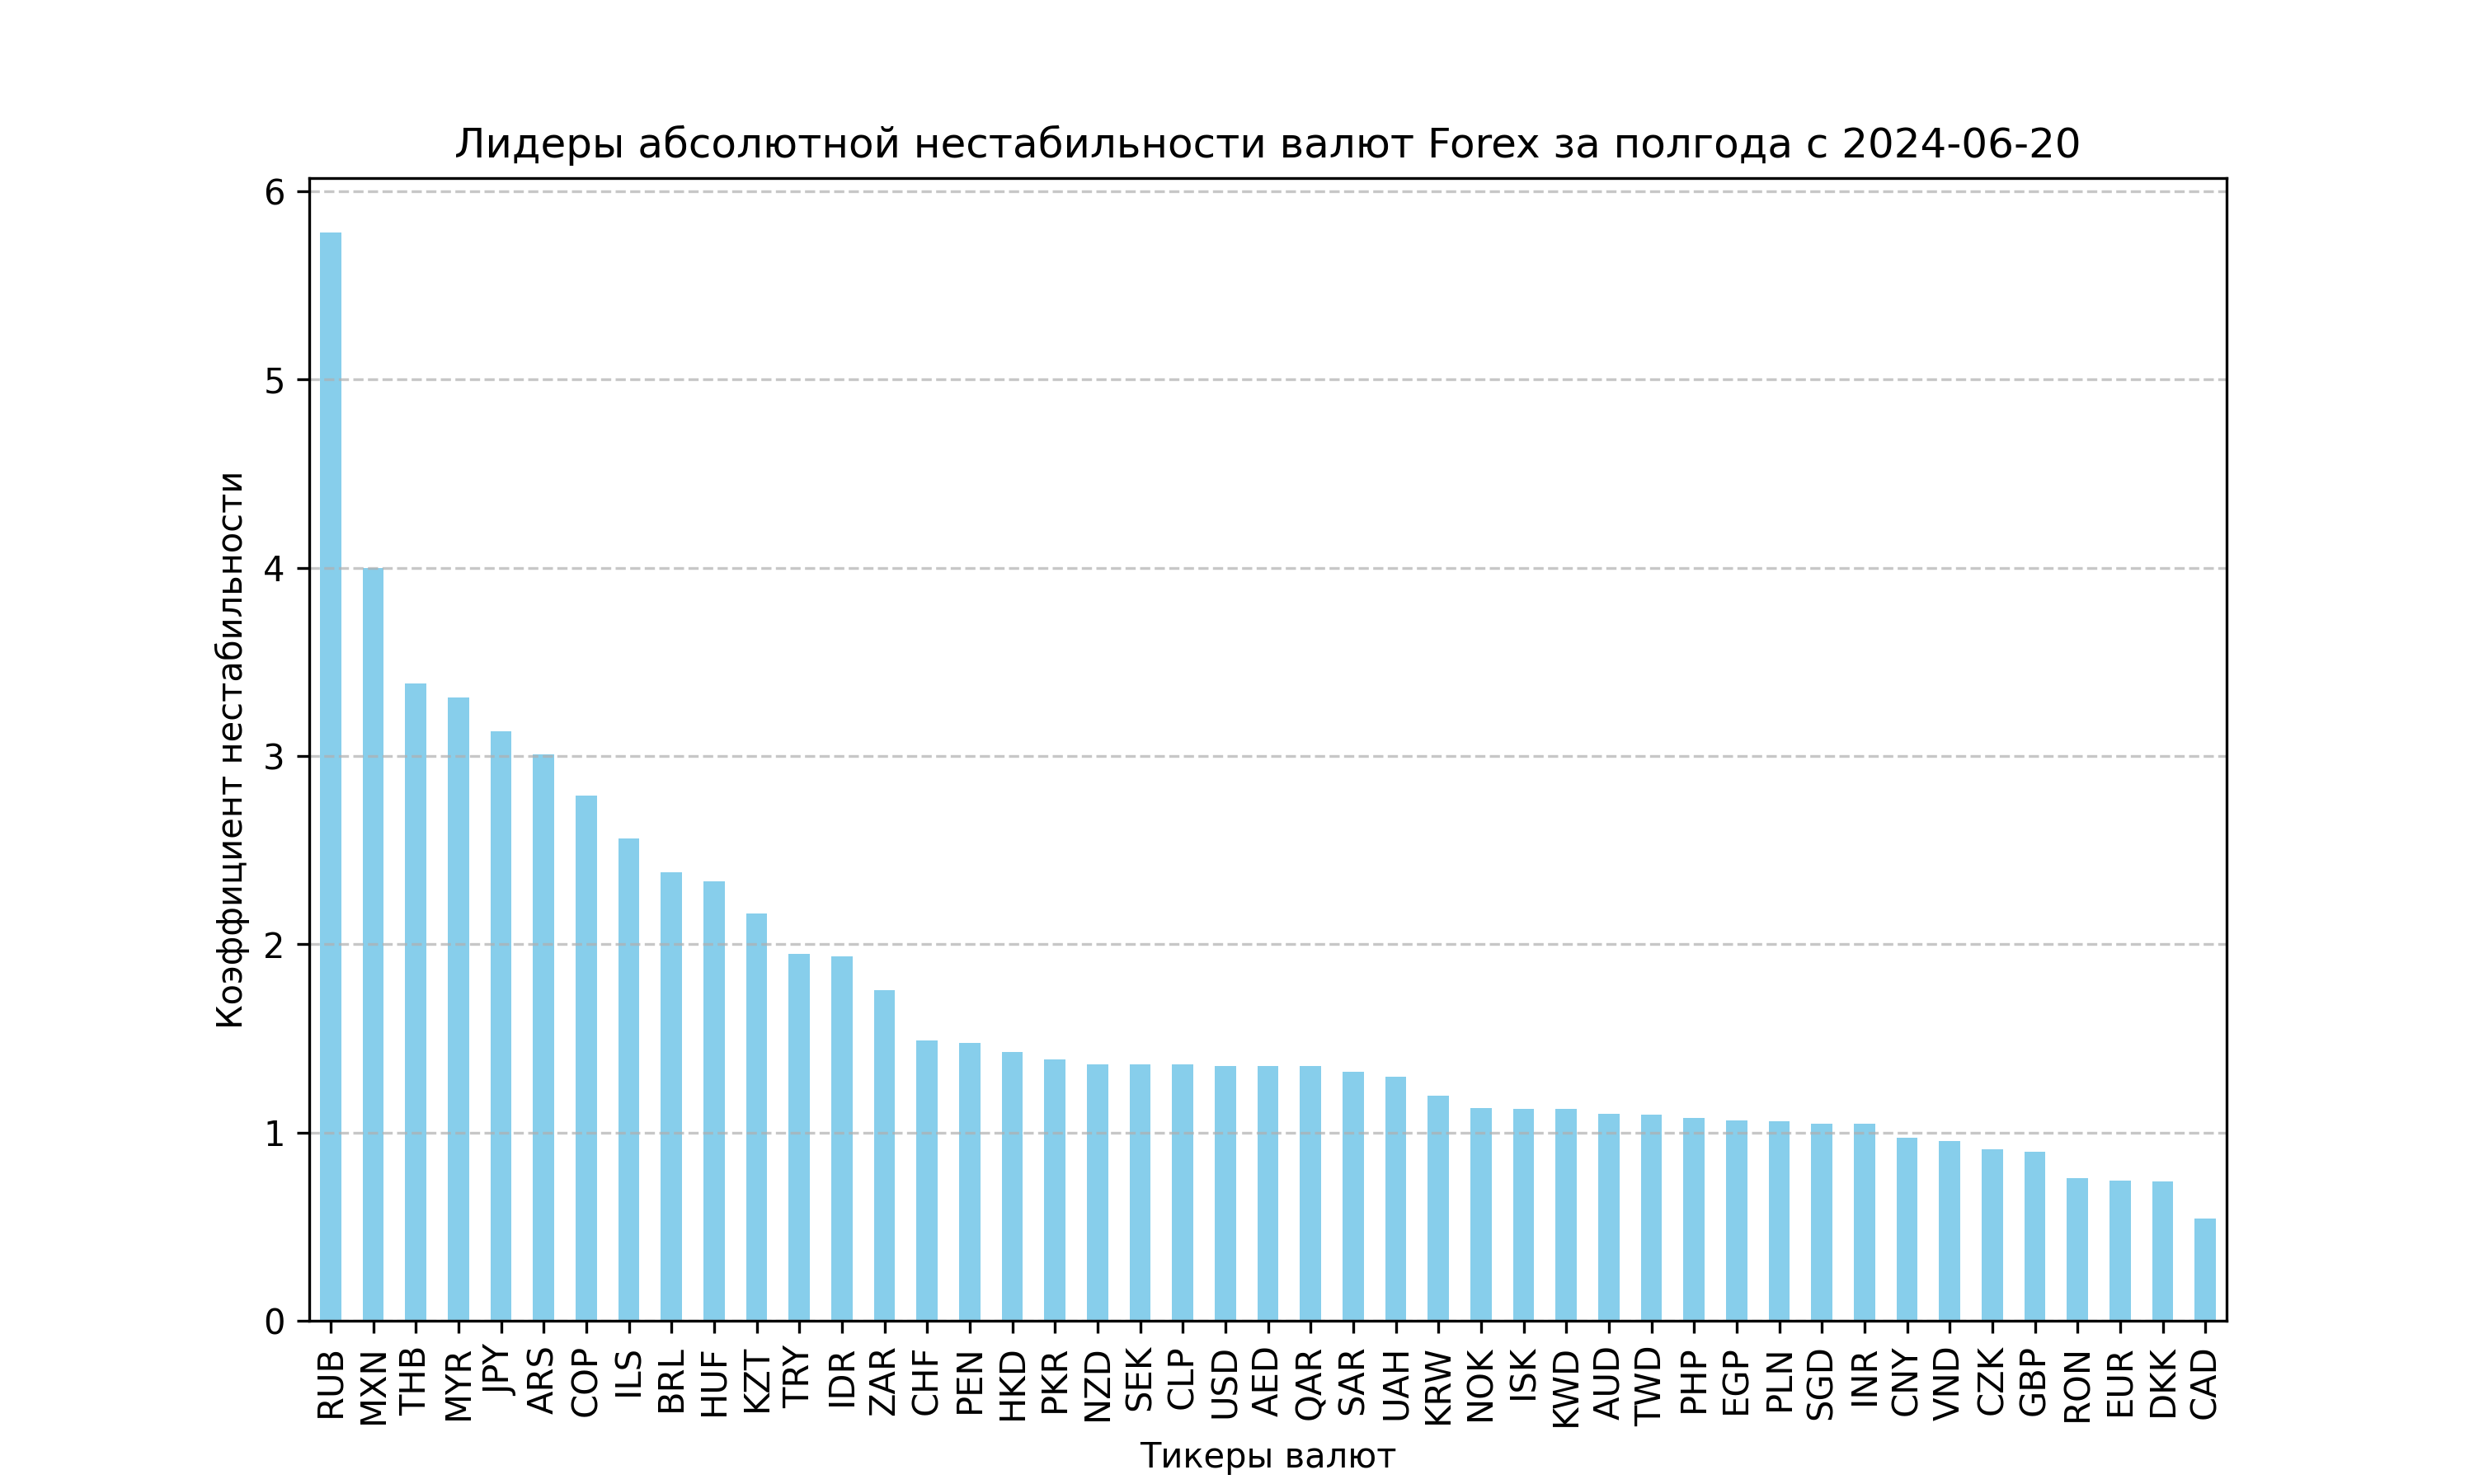 Лидеры абсолютной нестабильности валют Forex за полгода с 2024-06-20
Коэффициент нестабильности
6
5
4
3
2
1
0
RUB
MXN
THB
MYR
JPY
ARS
COP
ILS
BRL
HUF
KZT
TRY
IDR
ZAR
CHF
PEN
HKD
PKR
NZD
SEK
CLP
USD
AED
QAR
SAR
UAH
KRW
NOK
ISK
KWD
AUD
TWD
PHP
EGP
PLN
SGD
INR
CNY
VND
CZK
GBP
RON
EUR
DKK
CAD
Тикеры валют